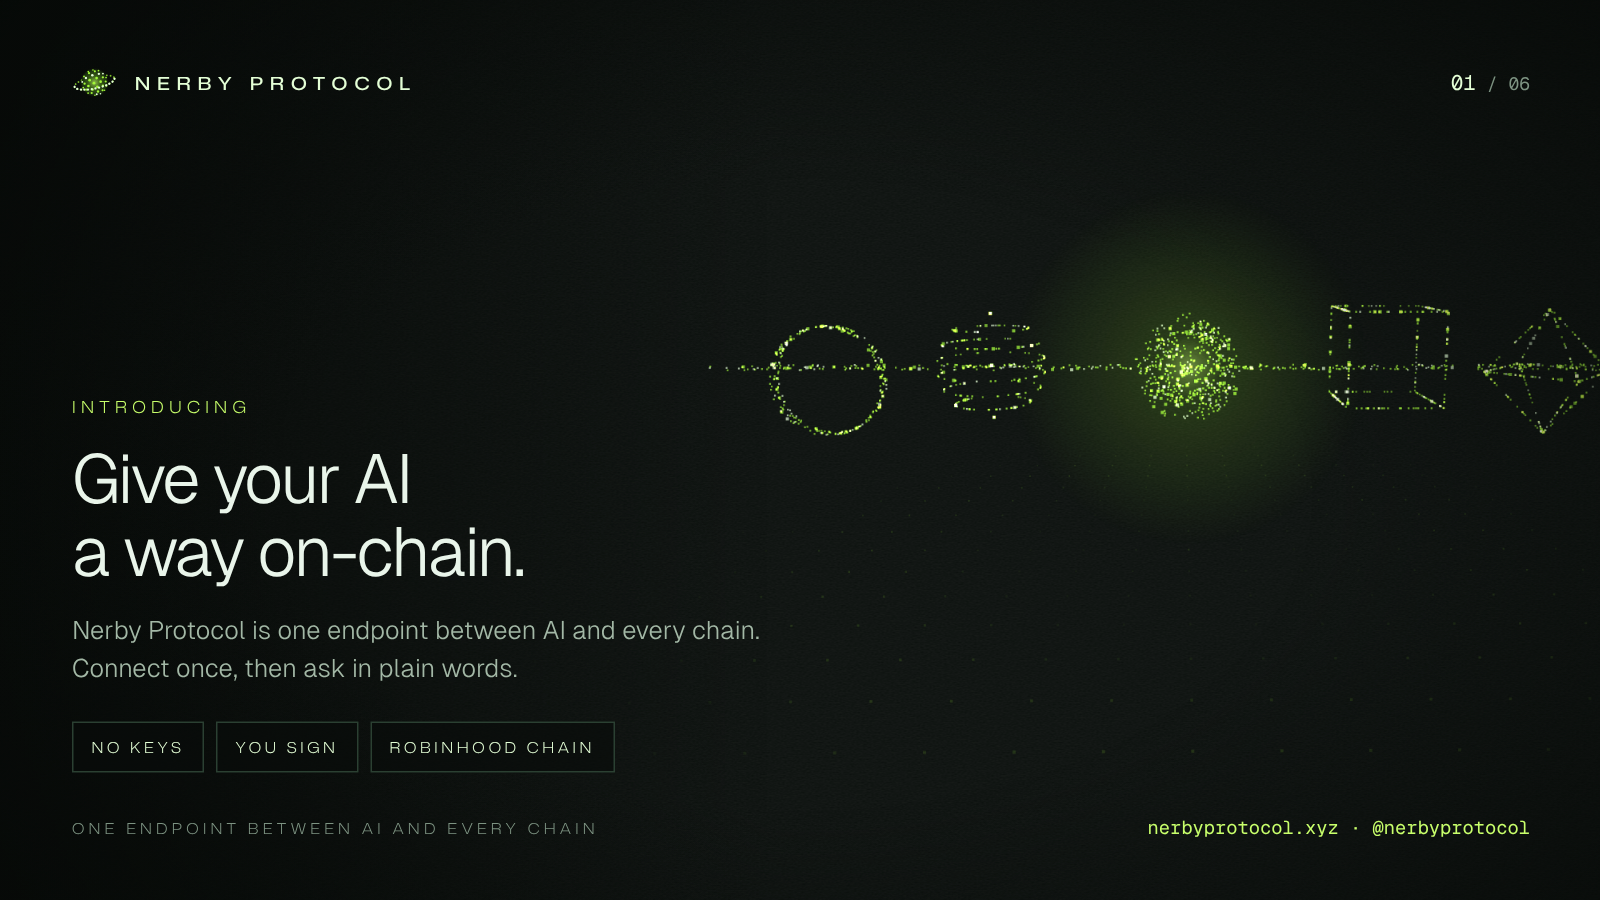 NERBY PROTOCOL
01 / 06
INTRODUCING
Give your AI
a way on-chain.
Nerby Protocol is one endpoint between AI and every chain.
Connect once, then ask in plain words.
NO KEYS
YOU SIGN
ROBINHOOD CHAIN
ONE ENDPOINT BETWEEN AI AND EVERY CHAIN
nerbyprotocol.xyz · @nerbyprotocol